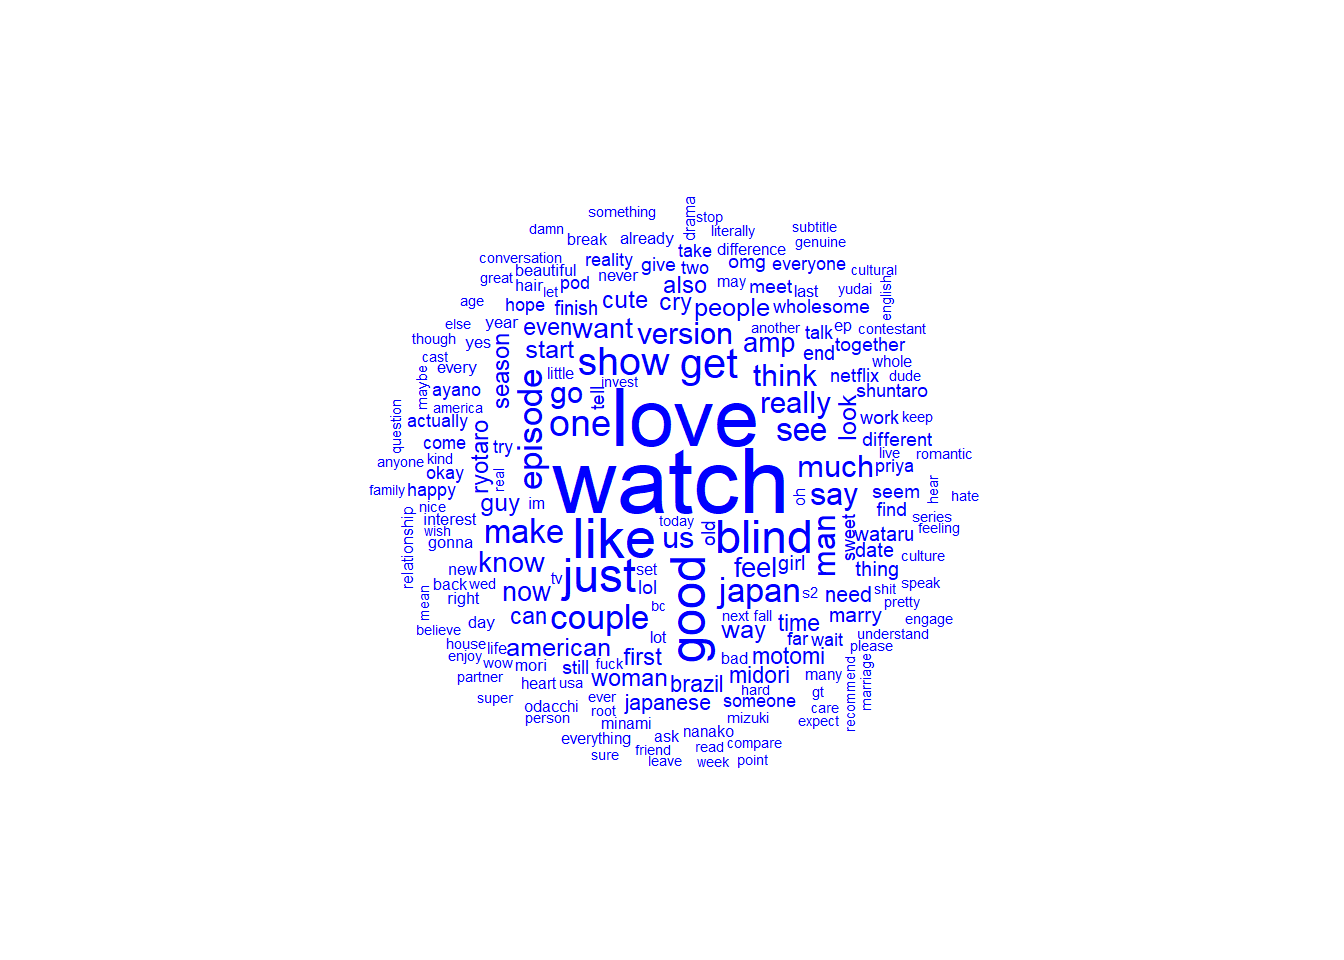 something
drama
stop
damn
literally
subtitle
break
already
genuine
take
difference
conversation
reality
give
two
omg
everyone
beautiful
cultural
great
hair
let
pod
never
also
may
meet
last
yudai
english
age
hope
finish
cute
cry
people
wholesome
else
year
even
want
version
another
talk
ep
contestant
though
yes
season
start
show
get
amp
end
together
cast
every
little
invest
think
netflix
whole
dude
maybe
ayano
episode
go
tell
love
really
look
shuntaro
america
question
actually
one
see
work
keep
come
ryotaro
try
different
anyone
kind
okay
real
watch
much
priya
live
romantic
family
happy
guy
im
oh
say
seem
hear
hate
nice
interest
wish
today
find
series
feeling
relationship
gonna
make
like
us
old
blind
man
sweet
wataru
date
culture
new
know
tv
just
set
good
feel
girl
thing
back
wed
now
lol
japan
s2
need
shit
speak
mean
right
bc
pretty
believe
day
can
couple
next
fall
way
time
marry
engage
house
life
american
lot
far
wait
understand
please
enjoy
wow
mori
still
fuck
first
bad
motomi
partner
heart
usa
woman
brazil
midori
many
recommend
marriage
super
odacchi
ever
root
japanese
hard
someone
gt
care
person
minami
mizuki
expect
everything
ask
nanako
sure
friend
read
compare
leave
week
point